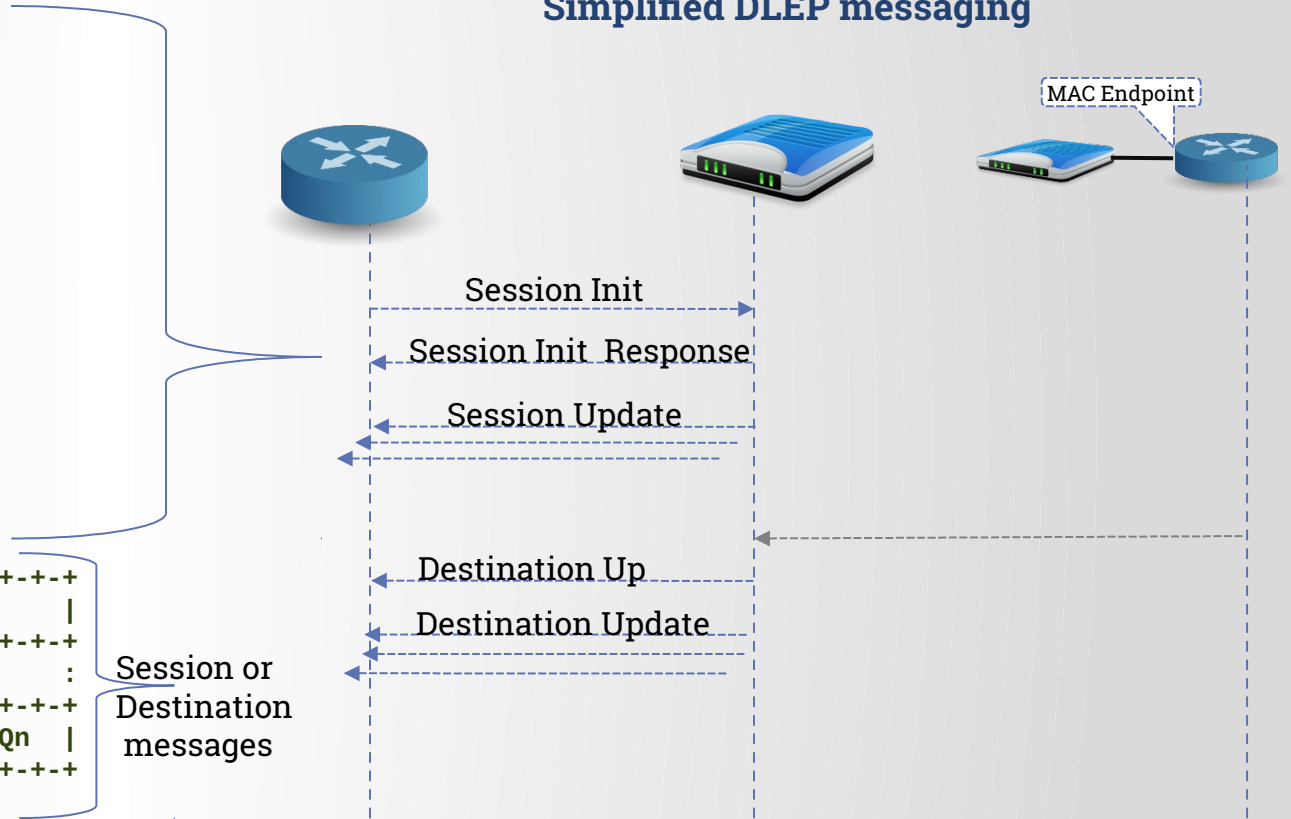 Simplified DLEP messaging
MAC Endpoint
Session Init
Session Init  Response
Session Update
Destination Up
Destination Update
+-+-+
|
+-+-+
:
+-+-+
Qn  |
+-+-+
Session or
Destination
messages